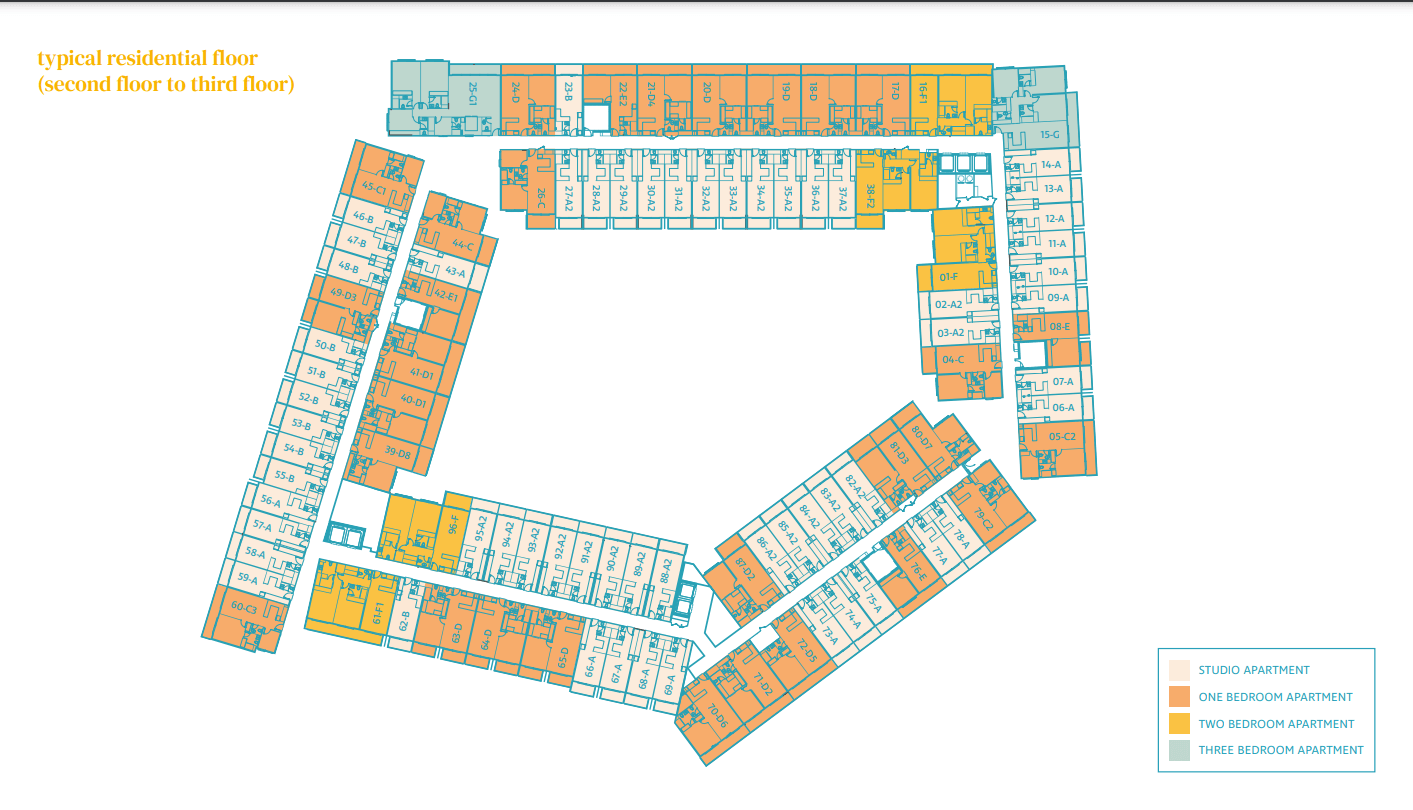 typical residential floor
(second floor to third floor)
25-G1
24-D
23-B
22-E2
21-D4
20-D
19-D
18-D
17-D
16-F1
15-G
14-A
13-A
12-A
11-A
10-A
09-A
08-E
07-A
06-A
05-C2
26-C
27-A2
28-A2
29-A2
30-A2
31-A2
32-A2
33-A2
34-A2
35-A2
36-A2
37-A2
38-F2
01-F
02-A2
03-A2
04-C
45-C1
46-B
47-B
48-B
49-D3
50-B
51-B
52-B
53-B
54-B
55-B
56-A
57-A
58-A
59-A
60-C3
44-C
43-A
42-E1
41-D1
40-D1
39-D8
96-F
95-A2
94-A2
93-A2
92-A2
91-A2
90-A2
89-A2
88-A2
61-F1
62-B
63-D
64-D
65-D
66-A
67-A
68-A
69-A
87-D2
86-A2
85-A2
84-A2
83-A2
82-A2
81-D3
80-D7
79-C2
78-A
77-A
76-E
75-A
74-A
73-A
72-D5
71-D2
70-D6
STUDIO APARTMENT
ONE BEDROOM APARTMENT
TWO BEDROOM APARTMENT
THREE BEDROOM APARTMENT